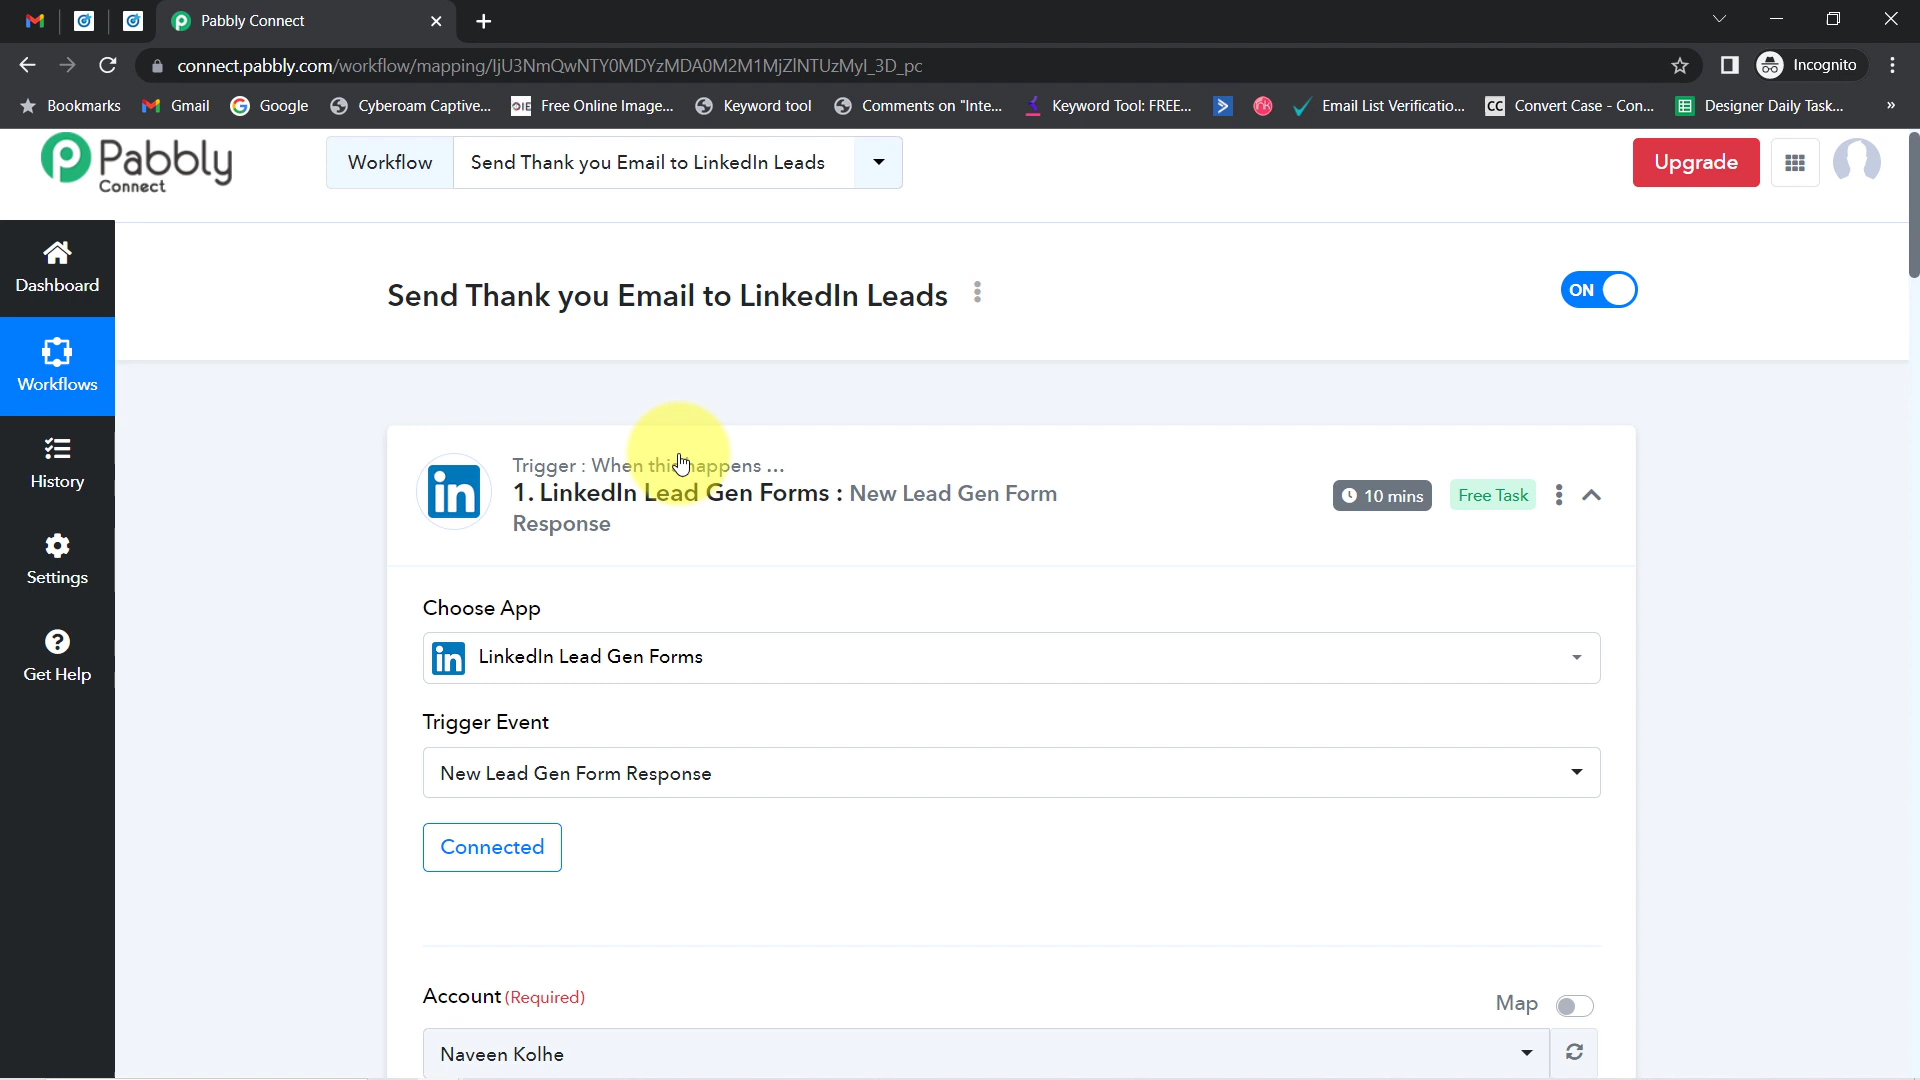 Pabbly Connect
connect.pabbly.com/workflow/mapping/IjU3NmQwNTY0MDYzMDA0M2M1MjZlNTUzMyI_3D_pc
Incognito
Bookmarks Gmail Google Cyberoam Captive... OIE Free Online Image... Keyword tool Comments on "Inte... Keyword Tool: FREE... Email List Verificatio... CC Convert Case - Con... Designer Daily Task... »
Pabbly
Connect
Workflow Send Thank you Email to LinkedIn Leads
Upgrade
Dashboard
Workflows
History
Settings
Get Help
Send Thank you Email to LinkedIn Leads
ON
Trigger : When this happens ...
1. LinkedIn Lead Gen Forms : New Lead Gen Form
Response
10 mins Free Task
Choose App
in LinkedIn Lead Gen Forms
Trigger Event
New Lead Gen Form Response
Connected
Account (Required)
Map
Naveen Kolhe